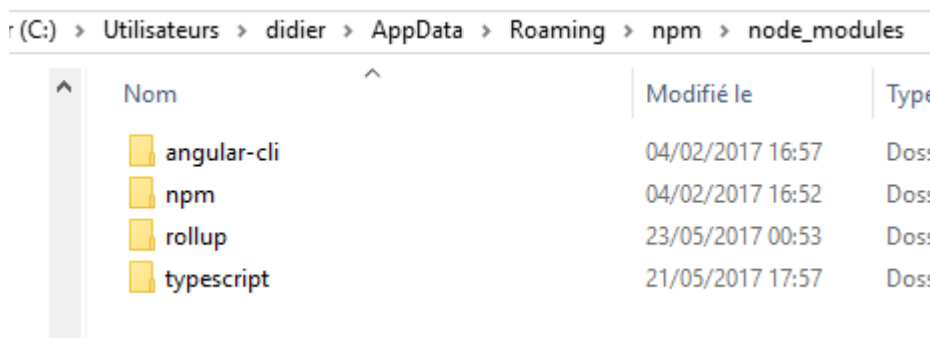 r (C:) > Utilisateurs > didier > AppData > Roaming > npm > node_modules
Nom Modifié le Type
angular-cli 04/02/2017 16:57 Doss
npm 04/02/2017 16:52 Doss
rollup 23/05/2017 00:53 Doss
typescript 21/05/2017 17:57 Doss